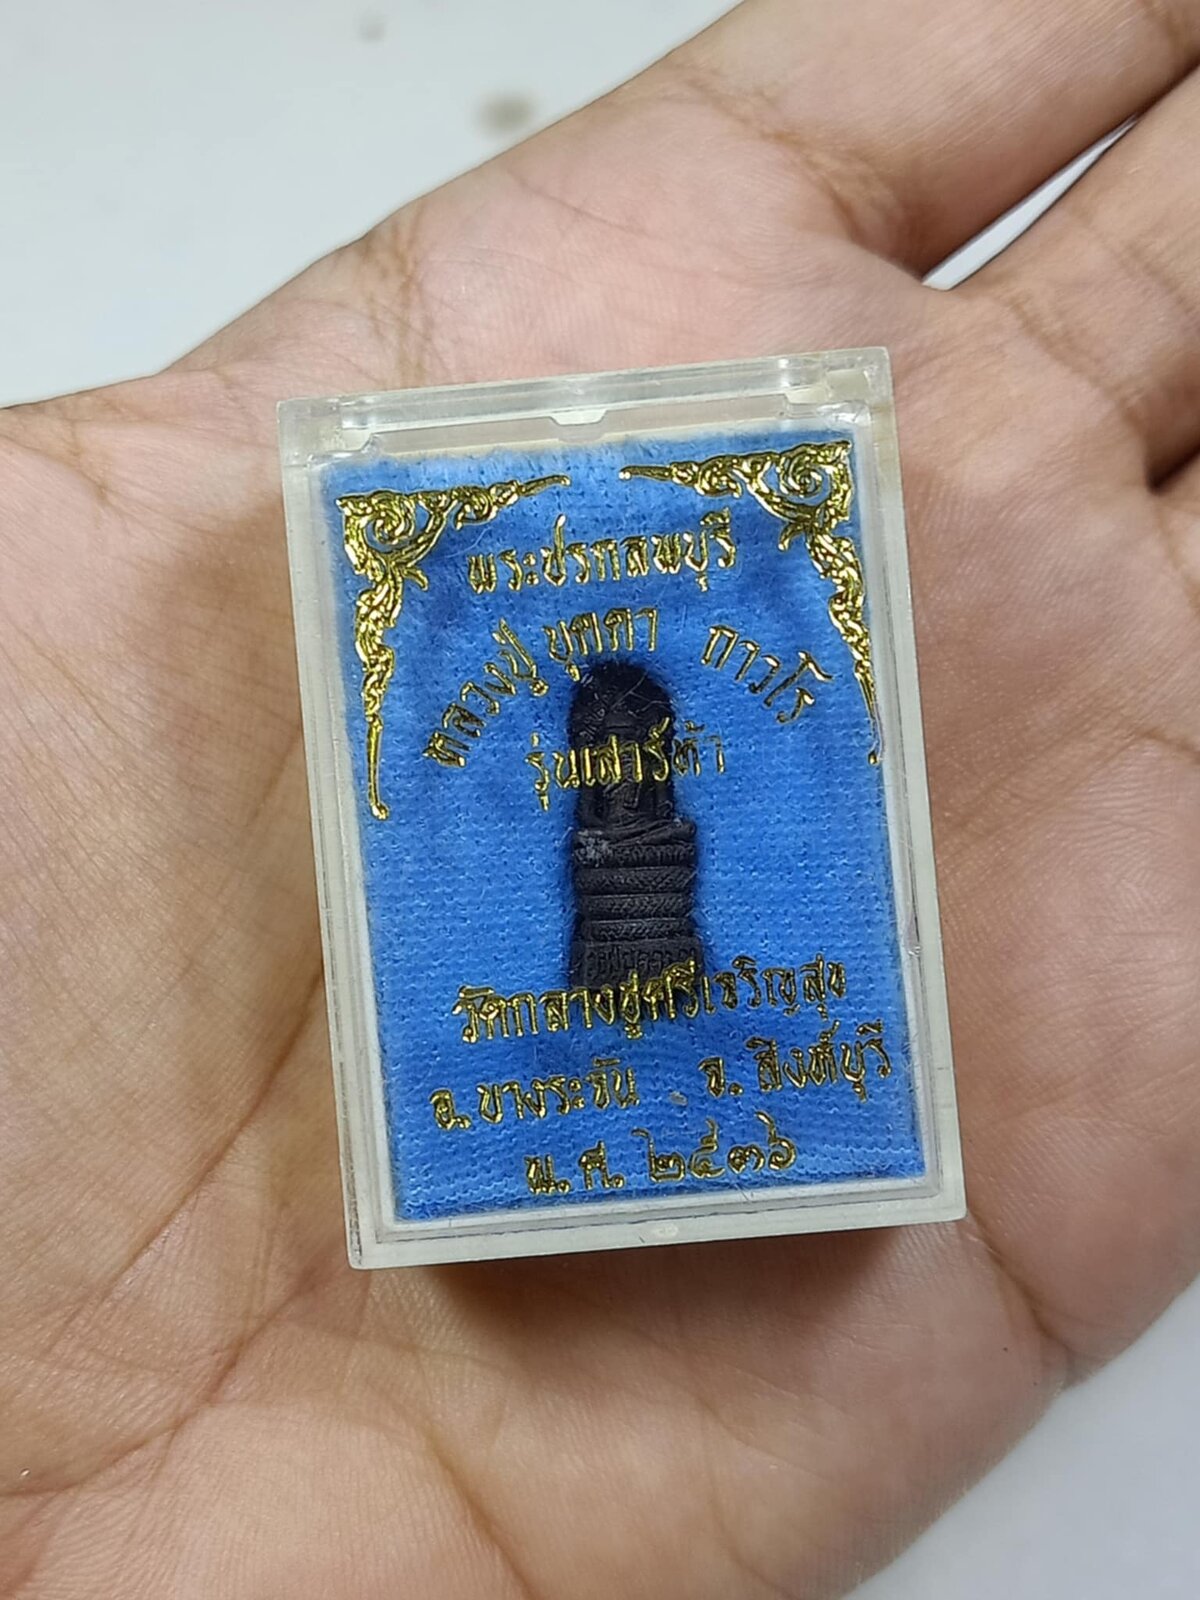 พระปรกลพบุรี
หลวงปู่ บุดดา ถาวโร
รุ่นเสาร์ห้า
วัดกลางชูศรีเจริญสุข
อ. บางระจัน จ. สิงห์บุรี
พ.ศ. ๒๕๓๖